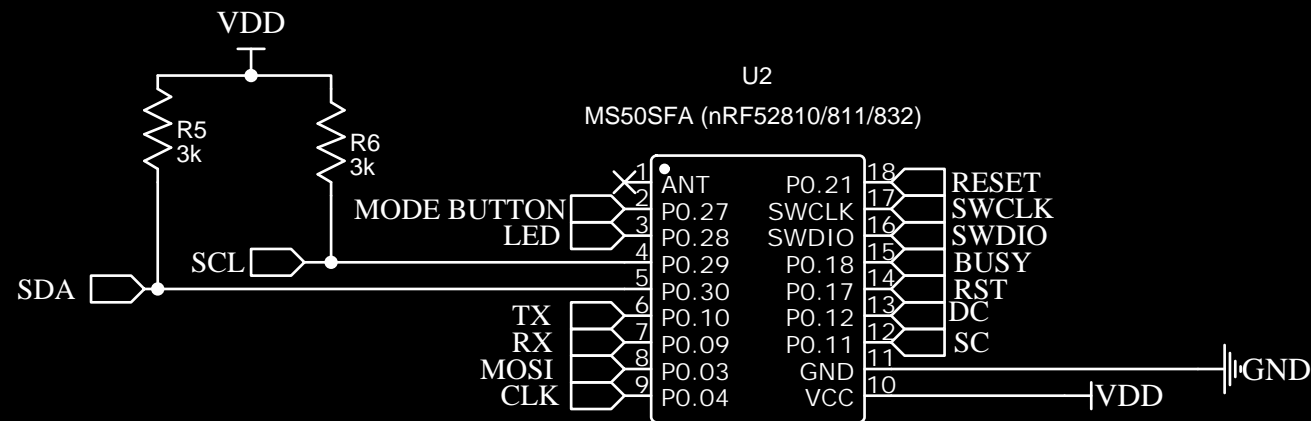 VDD
U2
MS50SFA (nRF52810/811/832)
R5
3k
R6
3k
1 ANT P0.21 18 RESET
MODE BUTTON 2 P0.27 SWCLK 17 SWCLK
LED 3 P0.28 SWDIO 16 SWDIO
SCL 4 P0.29 P0.18 15 BUSY
SDA 5 P0.30 P0.17 14 RST
TX 6 P0.10 P0.12 13 DC
RX 7 P0.09 P0.11 12 SC
MOSI 8 P0.03 GND 11 GND
CLK 9 P0.04 VCC 10 VDD